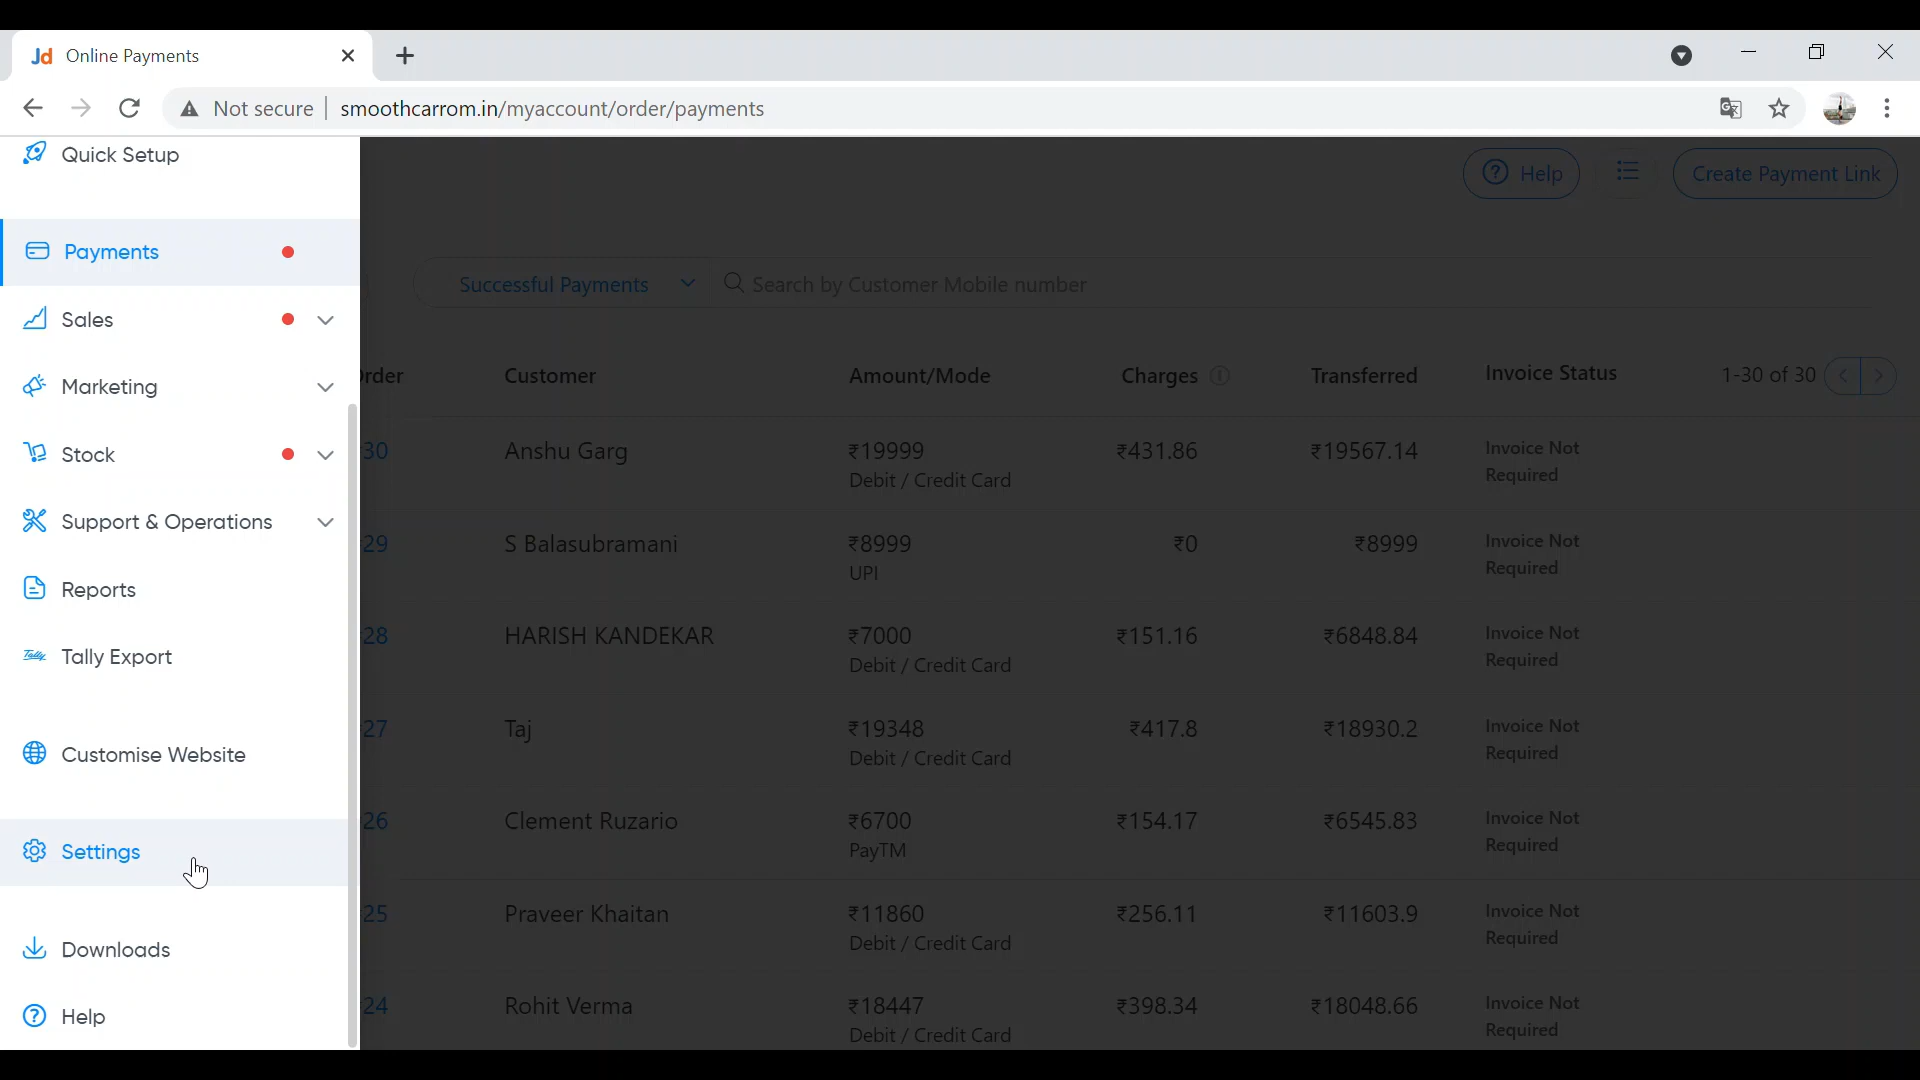 Jd Online Payments
Not secure smoothcarrom.in/myaccount/order/payments
Quick Setup
Help
Create Payment Link
Payments
Successful Payments
Search by Customer Mobile number
Sales
Marketing
Stock
Support & Operations
Reports
Tally
Tally Export
Customise Website
Settings
Downloads
Help
Customer Amount/Mode Charges Transferred Invoice Status 1-30 of 30
30 Anshu Garg ₹19999 ₹431.86 ₹19567.14 Invoice Not
Debit / Credit Card Required
29 S Balasubramani ₹8999 ₹0 ₹8999 Invoice Not
UPI Required
28 HARISH KANDEKAR ₹7000 ₹151.16 ₹6848.84 Invoice Not
Debit / Credit Card Required
27 Taj ₹19348 ₹417.8 ₹18930.2 Invoice Not
Debit / Credit Card Required
26 Clement Ruzario ₹6700 ₹154.17 ₹6545.83 Invoice Not
PayTM Required
25 Praveer Khaitan ₹11860 ₹256.11 ₹11603.9 Invoice Not
Debit / Credit Card Required
24 Rohit Verma ₹18447 ₹398.34 ₹18048.66 Invoice Not
Debit / Credit Card Required